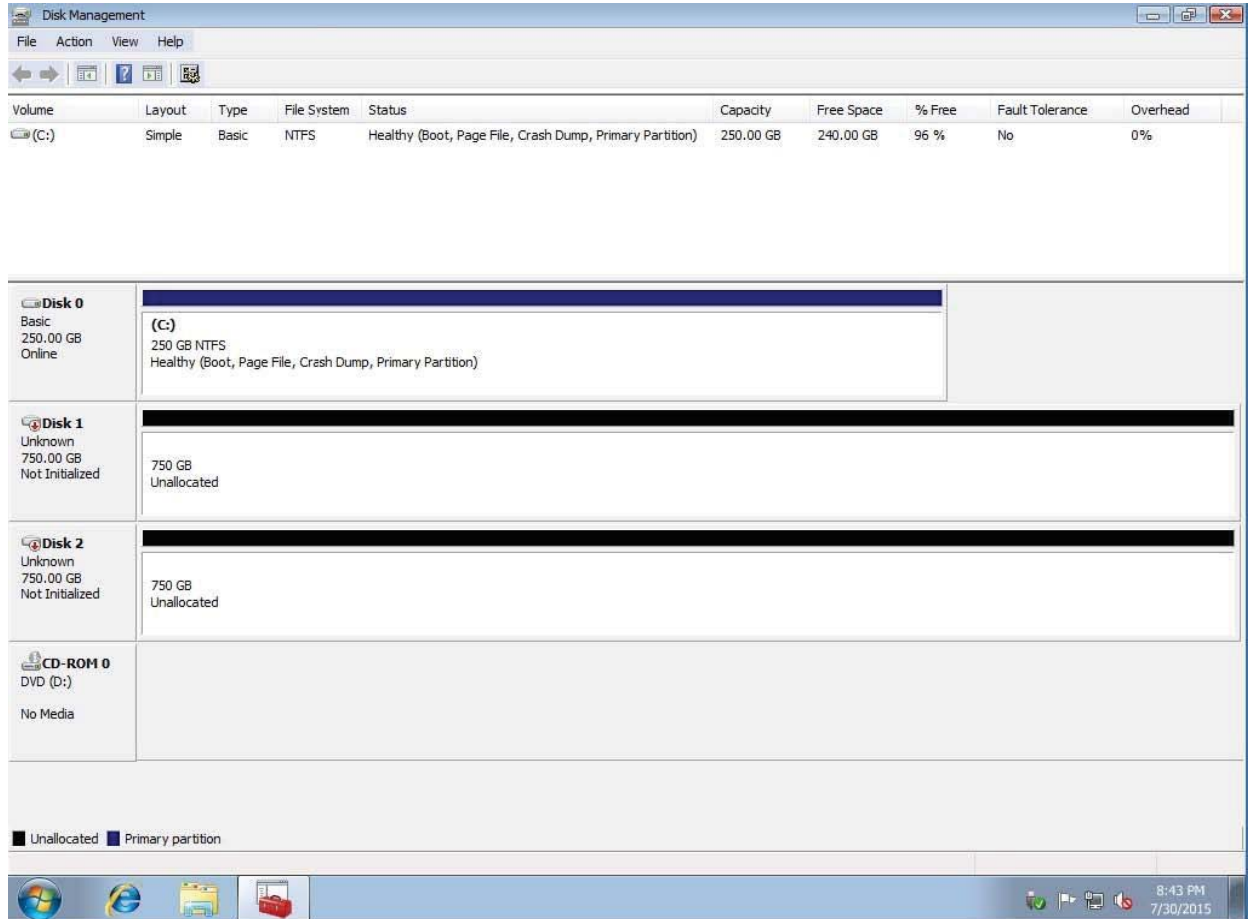 Disk Management
File Action View Help
Volume Layout Type File System Status Capacity Free Space % Free Fault Tolerance Overhead
(C:) Simple Basic NTFS Healthy (Boot, Page File, Crash Dump, Primary Partition) 250.00 GB 240.00 GB 96 % No 0%
Disk 0
Basic
250.00 GB
Online
(C:)
250 GB NTFS
Healthy (Boot, Page File, Crash Dump, Primary Partition)
Disk 1
Unknown
750.00 GB
Not Initialized
750 GB
Unallocated
Disk 2
Unknown
750.00 GB
Not Initialized
750 GB
Unallocated
CD-ROM 0
DVD (D:)
No Media
Unallocated Primary partition
8:43 PM
7/30/2015